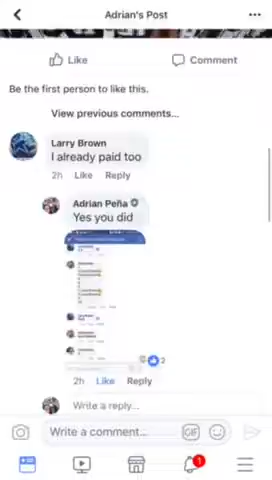 Adrian's Post
Like
Comment
Be the first person to like this.
View previous comments...
Larry Brown
I already paid too
2h Like Reply
Adrian Peña
Yes you did
2
2h Like Reply
Write a reply...
Write a comment...
GIF
1